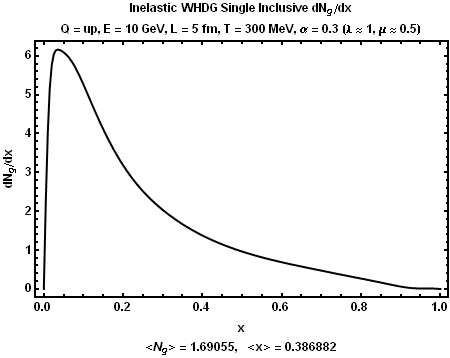 Inelastic WHDG Single Inclusive dN_g/dx
Q = up, E = 10 GeV, L = 5 fm, T = 300 MeV, α = 0.3 (λ ≈ 1, μ ≈ 0.5)
dN_g/dx
6
5
4
3
2
1
0
0.0 0.2 0.4 0.6 0.8 1.0
x
<N_g> = 1.69055, <x> = 0.386882